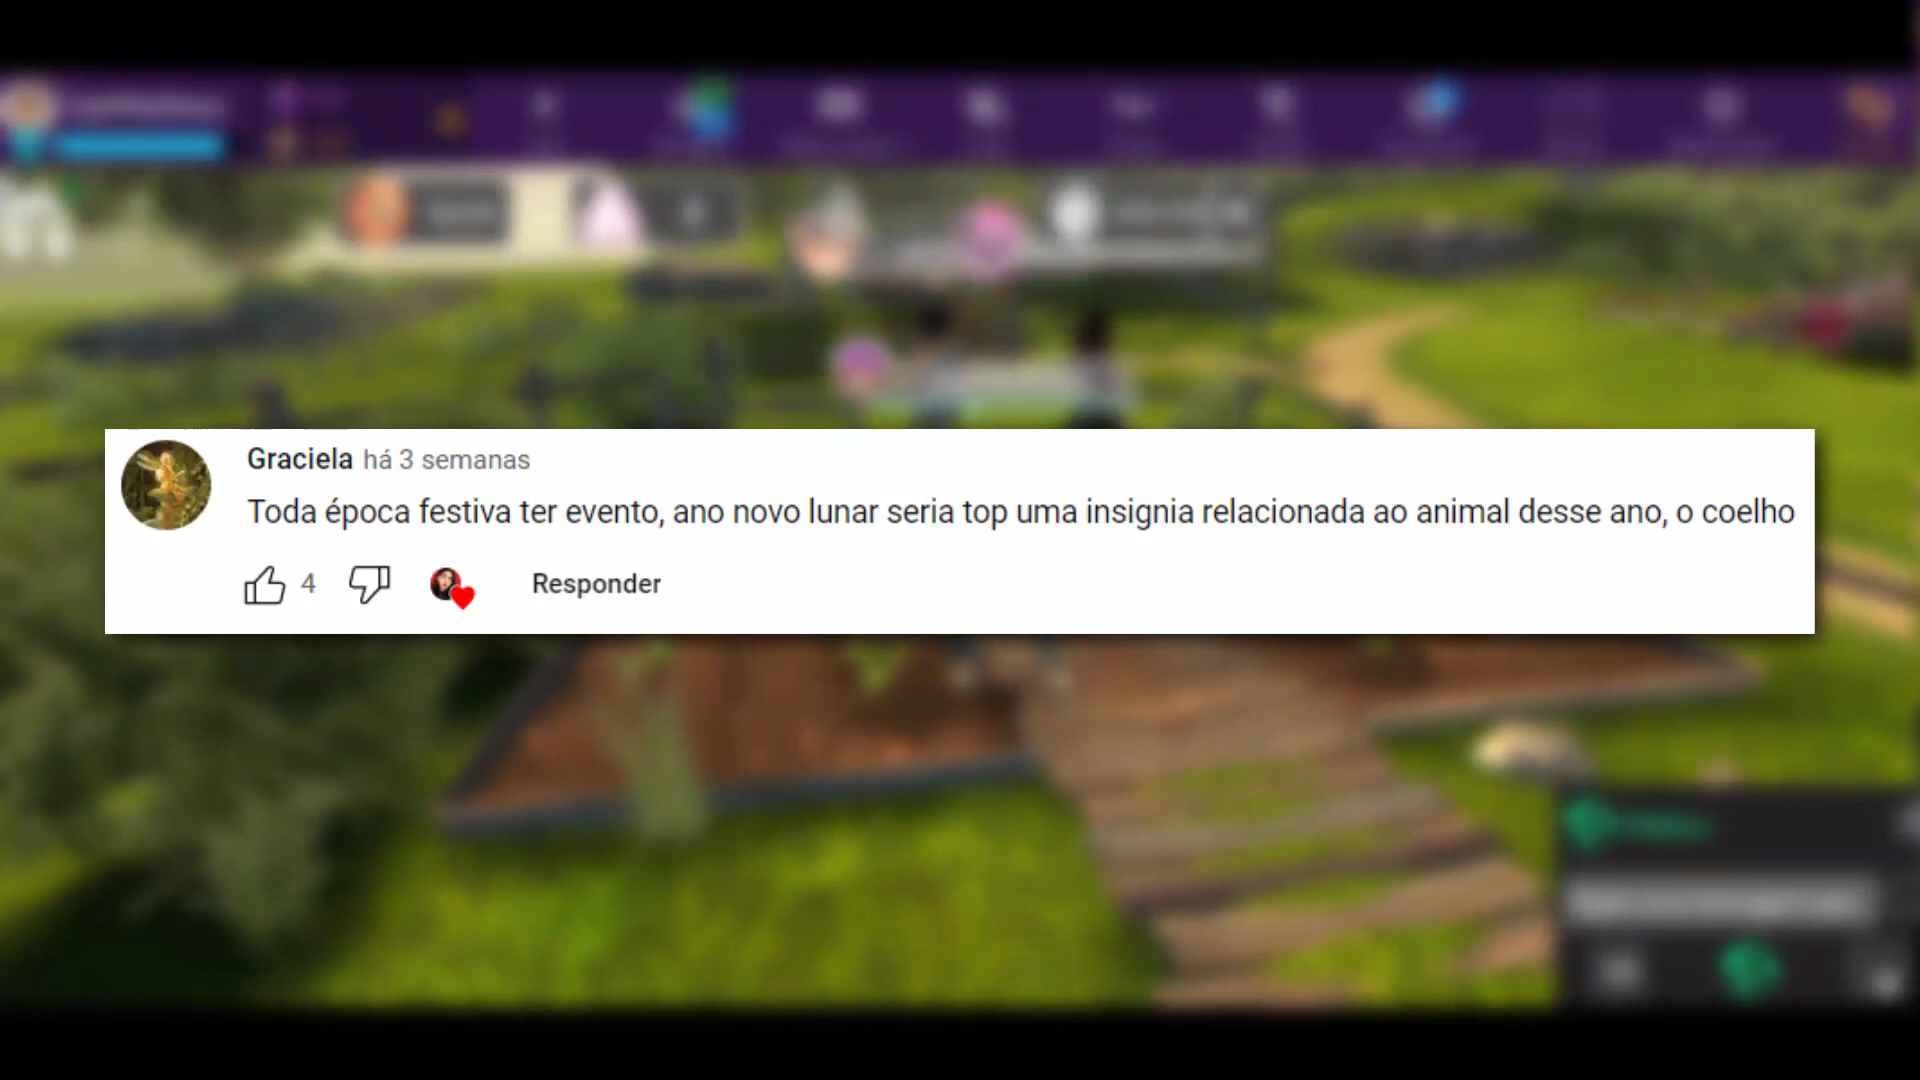 Graciela há 3 semanas
Toda época festiva ter evento, ano novo lunar seria top uma insignia relacionada ao animal desse ano, o coelho
4 Responder